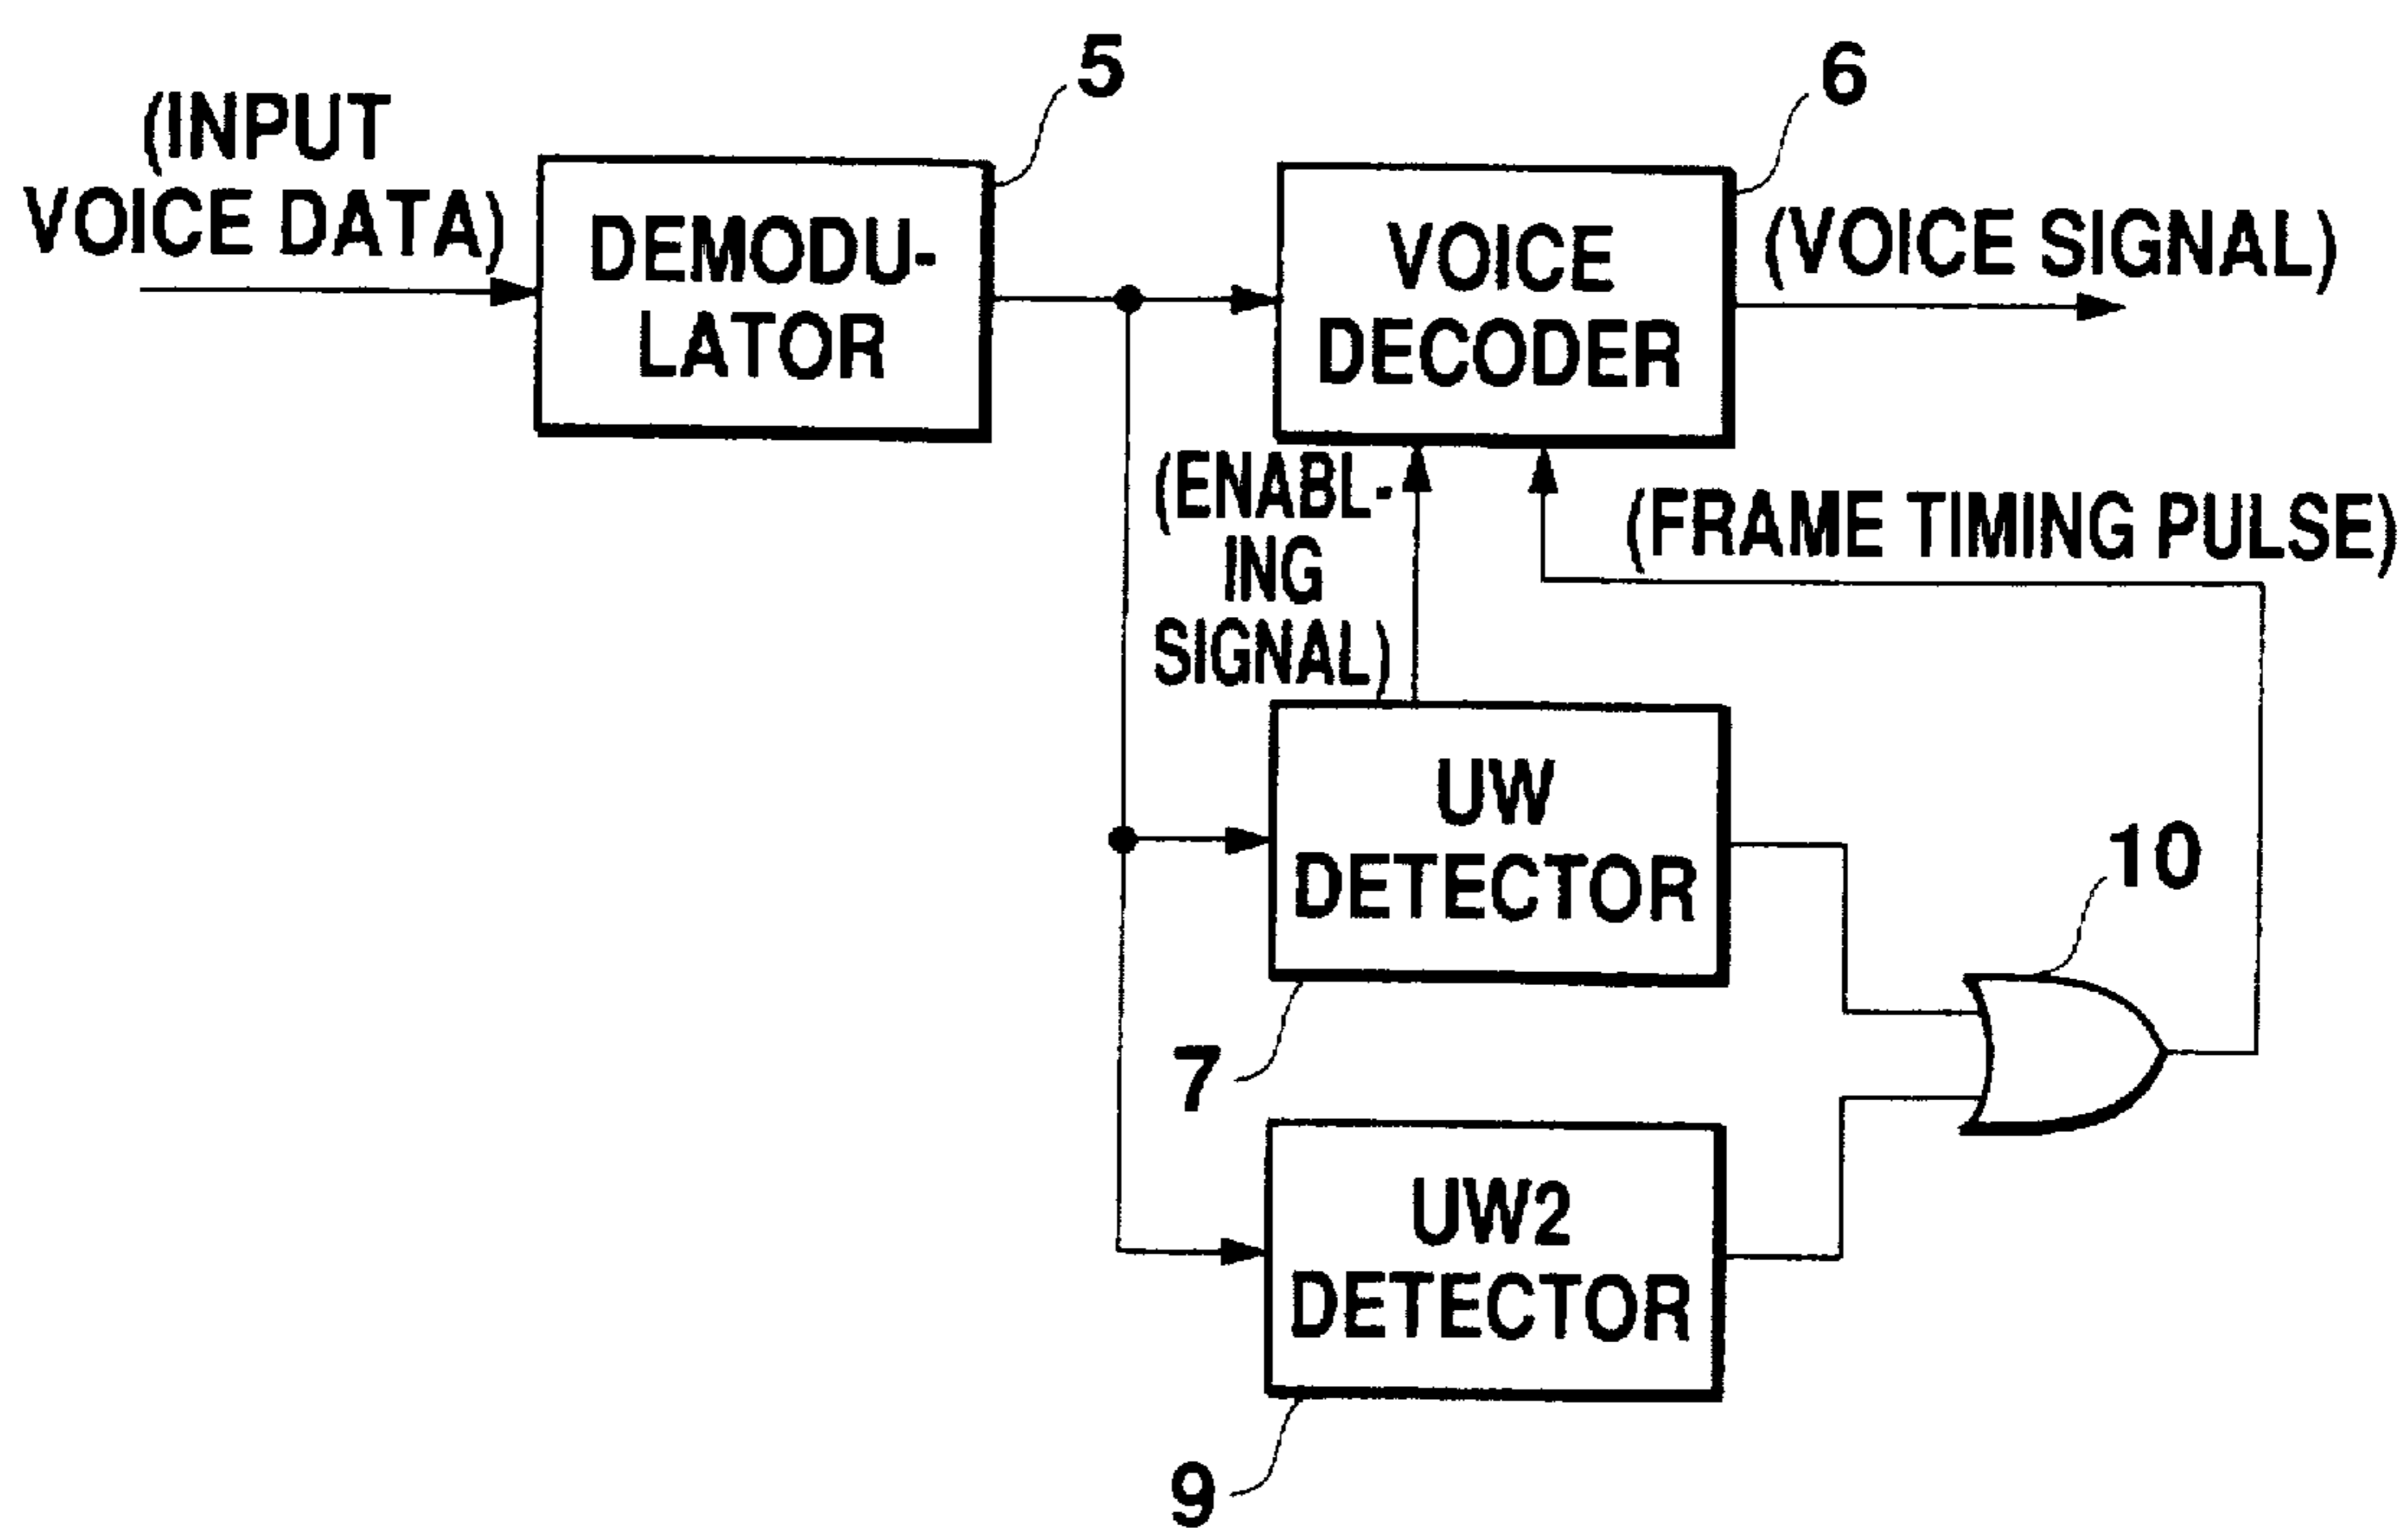 5
6
(INPUT
VOICE DATA)
DEMODU-
LATOR
VOICE
DECODER
(VOICE SIGNAL)
(ENABL-
ING
SIGNAL)
(FRAME TIMING PULSE)
UW
DETECTOR
10
7
UW2
DETECTOR
9